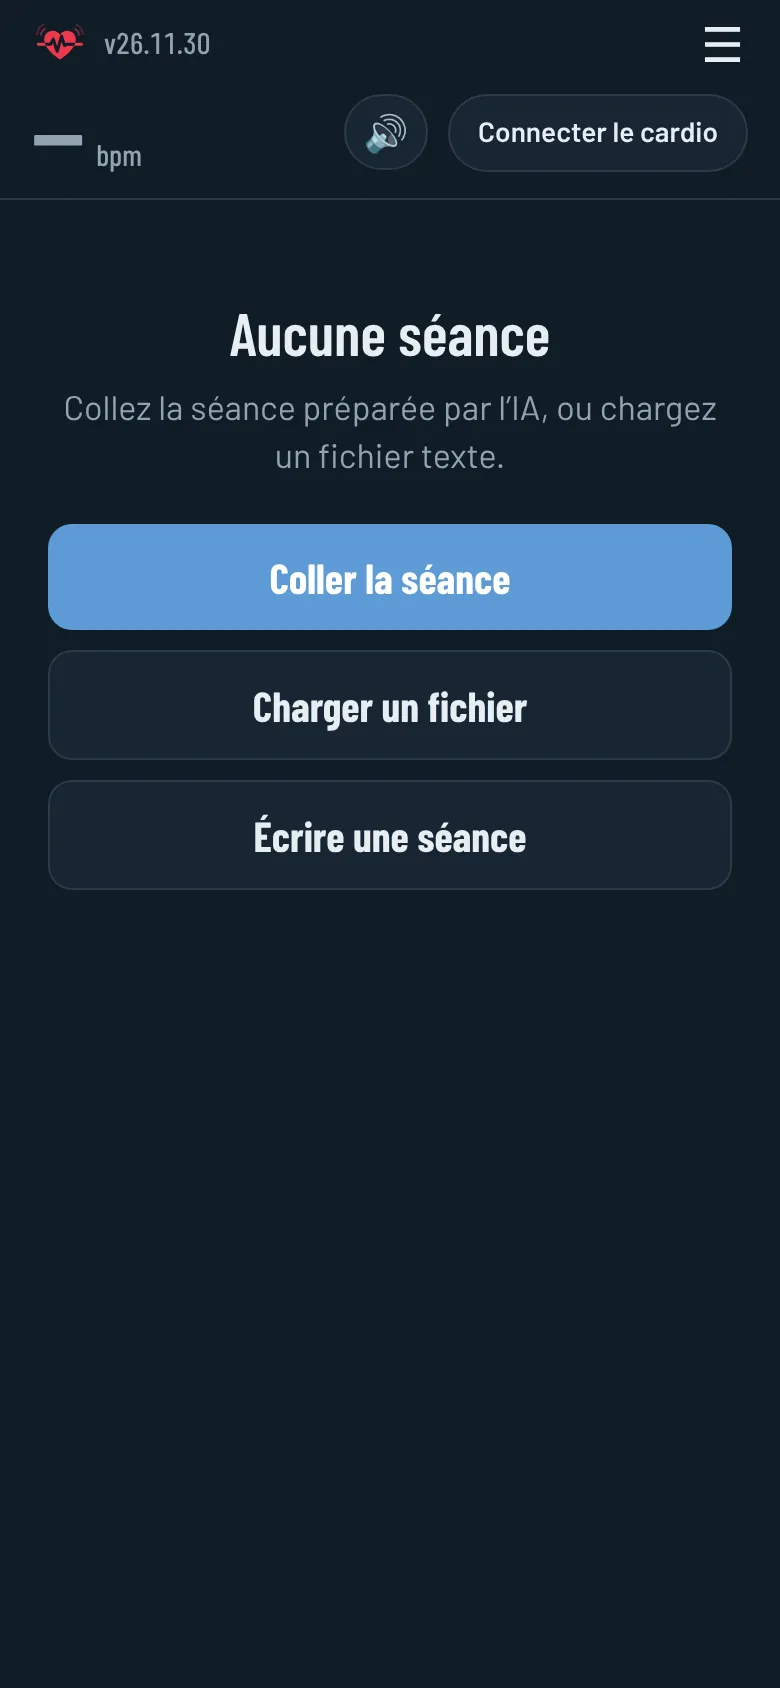 v26.11.30
bpm
Connecter le cardio
Aucune séance
Collez la séance préparée par l’IA, ou chargez
un fichier texte.
Coller la séance
Charger un fichier
Écrire une séance